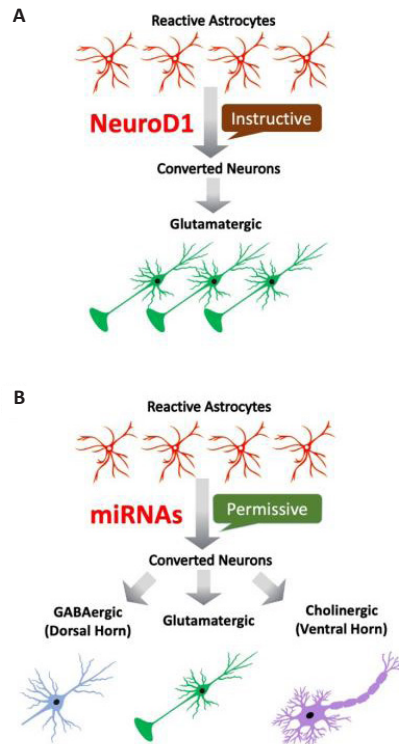 A
Reactive Astrocytes
NeuroD1
Instructive
Converted Neurons
Glutamatergic
B
Reactive Astrocytes
miRNAs
Permissive
Converted Neurons
GABAergic
(Dorsal Horn)
Glutamatergic
Cholinergic
(Ventral Horn)